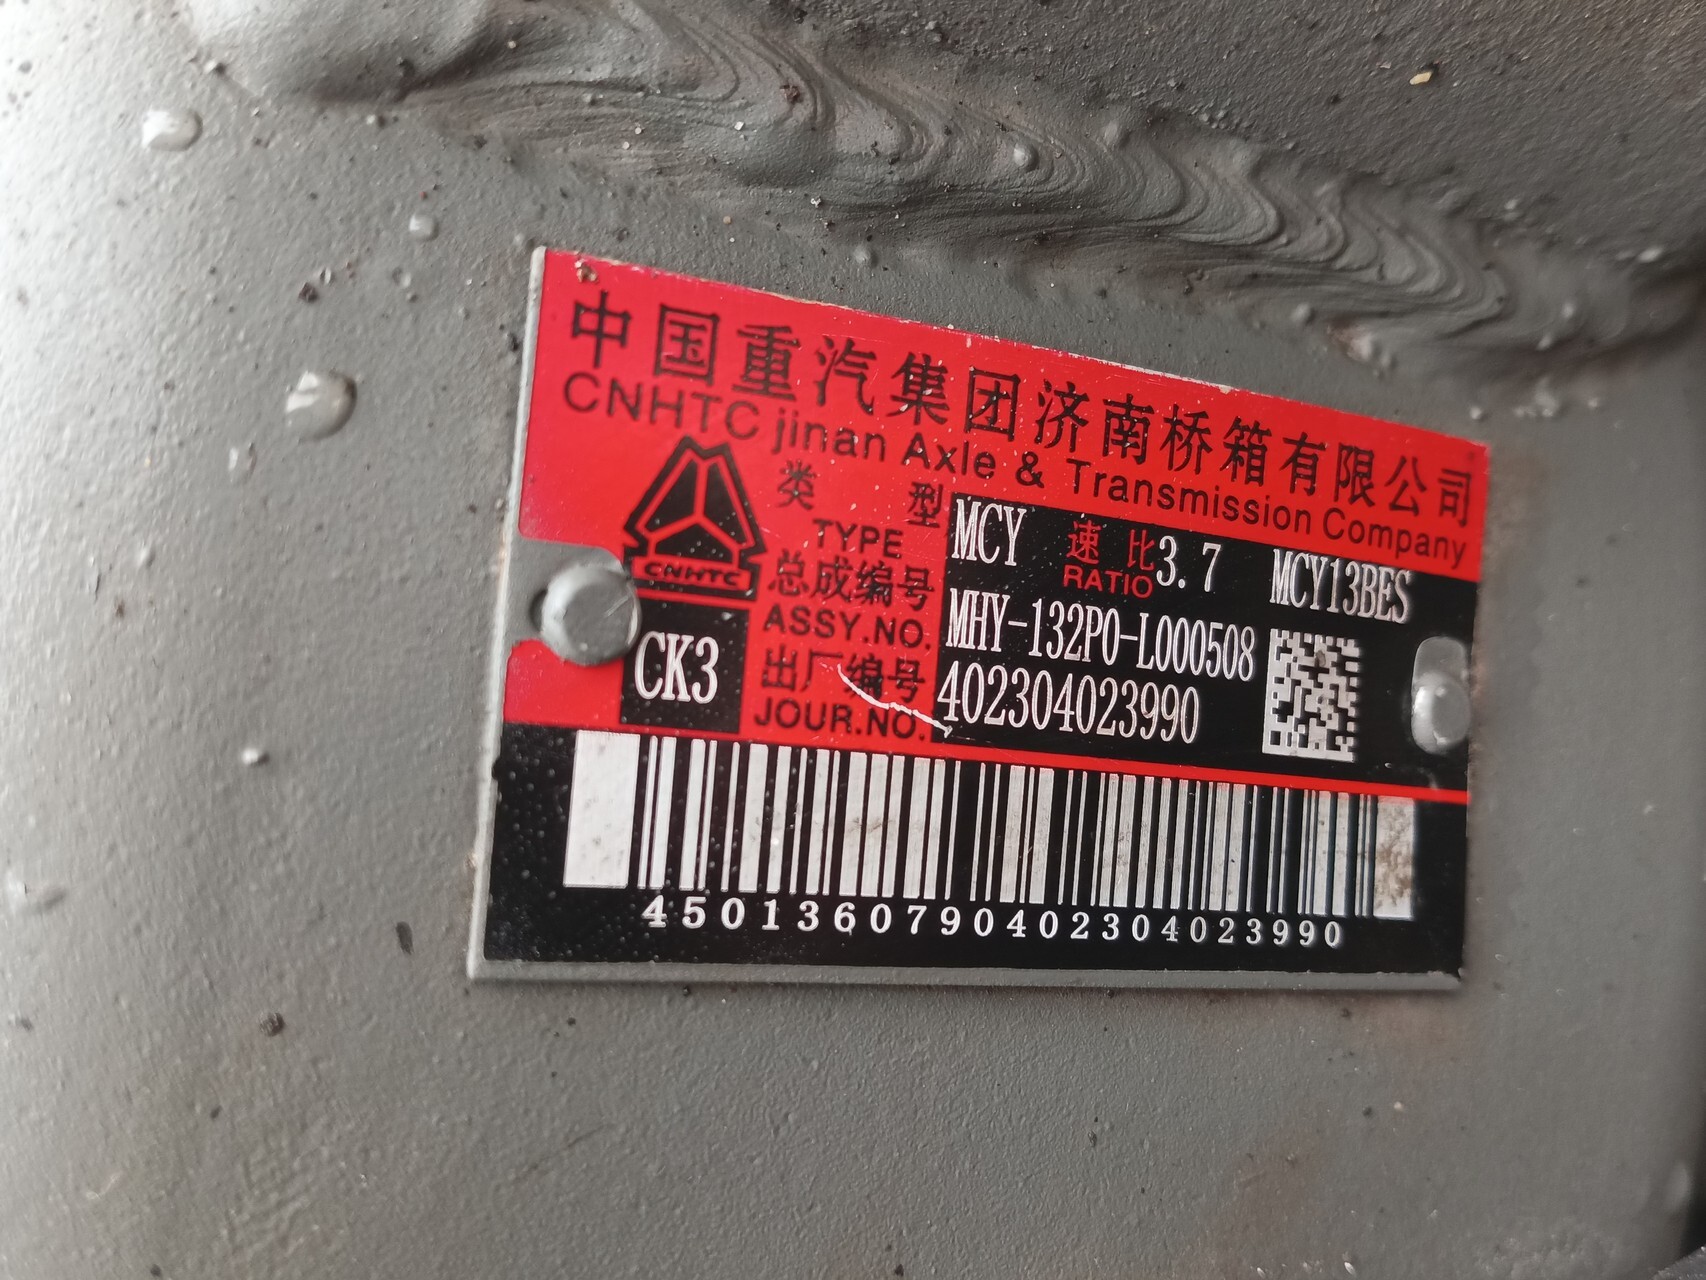 中国重汽集团济南桥箱有限公司
CNHTC jinan Axle & Transmission Company
CNHTC
类型 MCY 速比 3.7 MCY13BES
TYPE RATIO
总成编号 MHY-132P0-L000508
ASSY.NO.
CK3
出厂编号 402304023990
JOUR.NO.
4501360790402304023990